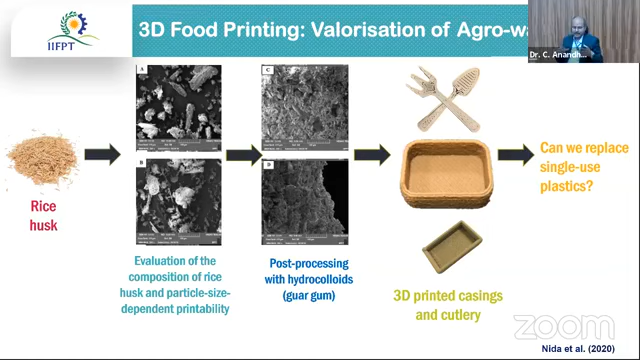 IIFPT
3D Food Printing: Valorisation of Agro-wa
Dr. C. Anandh...
A
C
B
D
Rice
husk
Evaluation of the
composition of rice
husk and particle-size-
dependent printability
Post-processing
with hydrocolloids
(guar gum)
3D printed casings
and cutlery
Can we replace
single-use
plastics?
zoom
Nida et al. (2020)